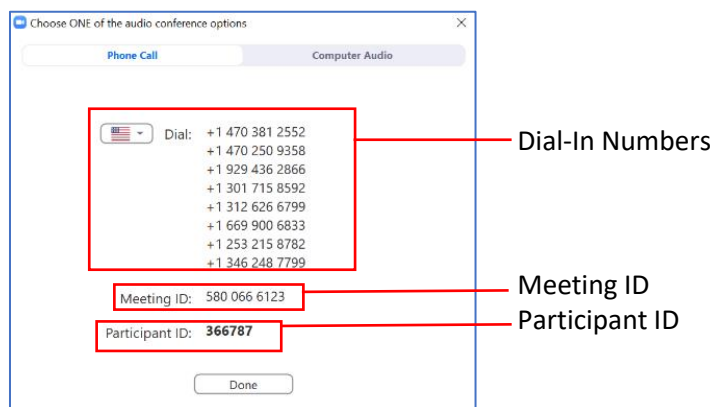 Choose ONE of the audio conference options
Phone Call Computer Audio
Dial: +1 470 381 2552
+1 470 250 9358
+1 929 436 2866
+1 301 715 8592
+1 312 626 6799
+1 669 900 6833
+1 253 215 8782
+1 346 248 7799
Dial-In Numbers
Meeting ID: 580 066 6123
Meeting ID
Participant ID: 366787
Participant ID
Done